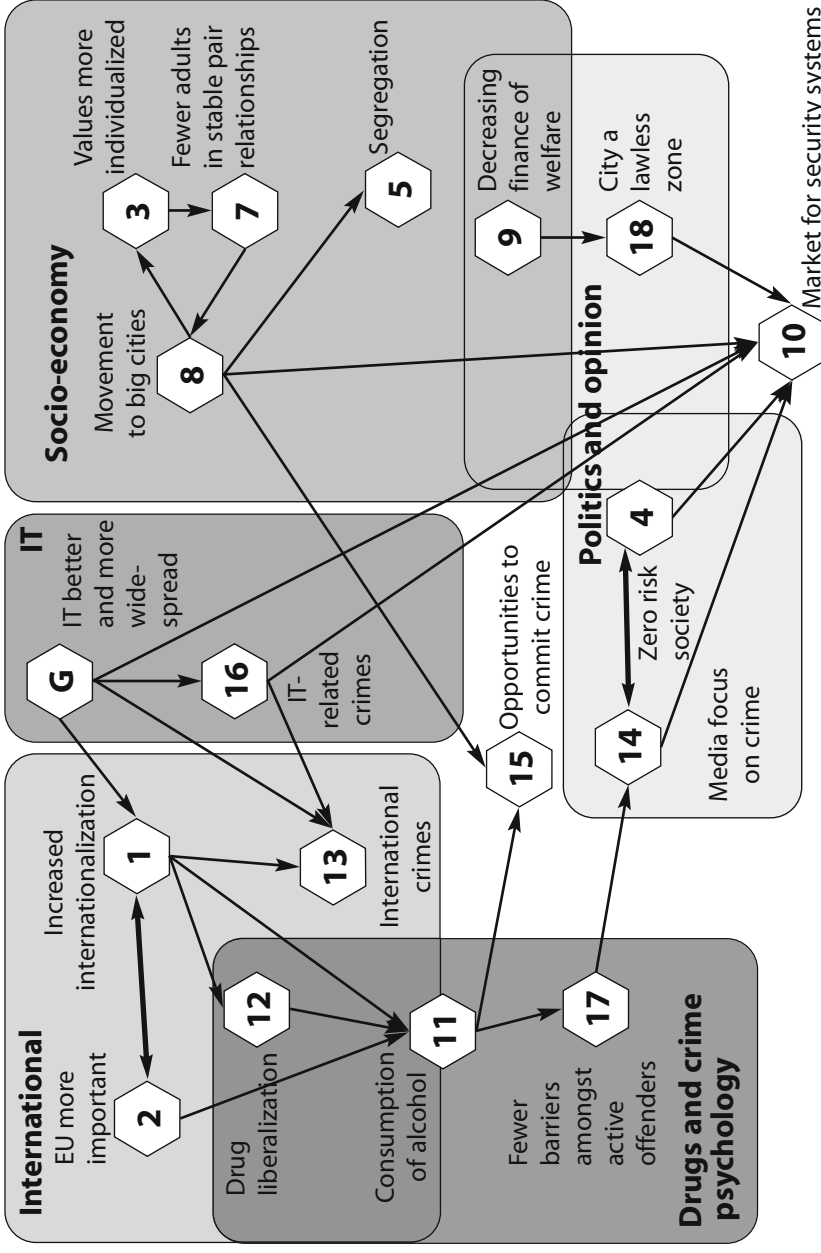 International
EU more
important
2
Increased
internationalization
1
Drug
liberalization
12
Consumption
of alcohol
11
13
International
crimes
Fewer
barriers
amongst
active
offenders
17
Drugs and crime
psychology
IT
G
IT better
and more
wide-
spread
16
IT-
related
crimes
15
Opportunities to
commit crime
Socio-economy
Movement
to big cities
8
3
Values more
individualized
7
Fewer adults
in stable pair
relationships
5
Segregation
9
Decreasing
finance of
welfare
18
City a
lawless
zone
Politics and opinion
4
Zero risk
society
14
Media focus
on crime
10
Market for security systems